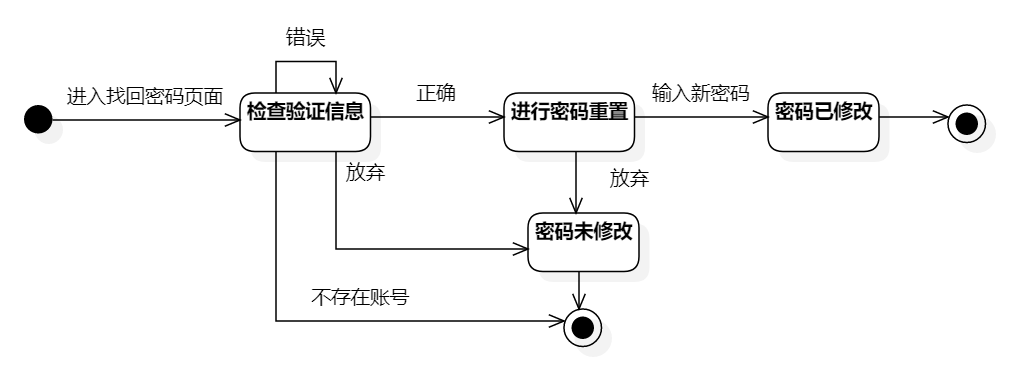 错误
进入找回密码页面
检查验证信息
正确
进行密码重置
输入新密码
密码已修改
放弃
放弃
密码未修改
不存在账号